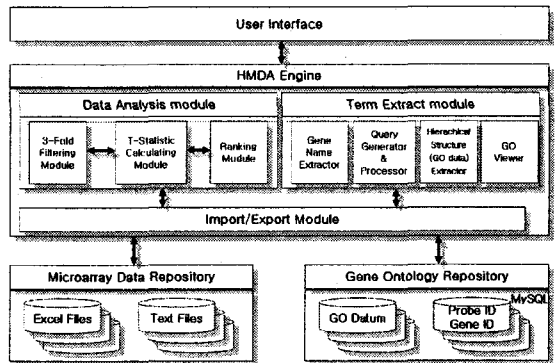 User Interface
HMDA Engine
Data Analysis module
Term Extract module
3-Fold
Filtering
Module
T-Statistic
Calculating
Module
Ranking
Module
Gene
Name
Extractor
Query
Generator
&
Processor
Hierachical
Structure
(GO data)
Extractor
GO
Viewer
Import/Export Module
Microarray Data Repository
Excel Files
Text Files
Gene Ontology Repository
MySQL
GO Datum
Probe ID
Gene ID